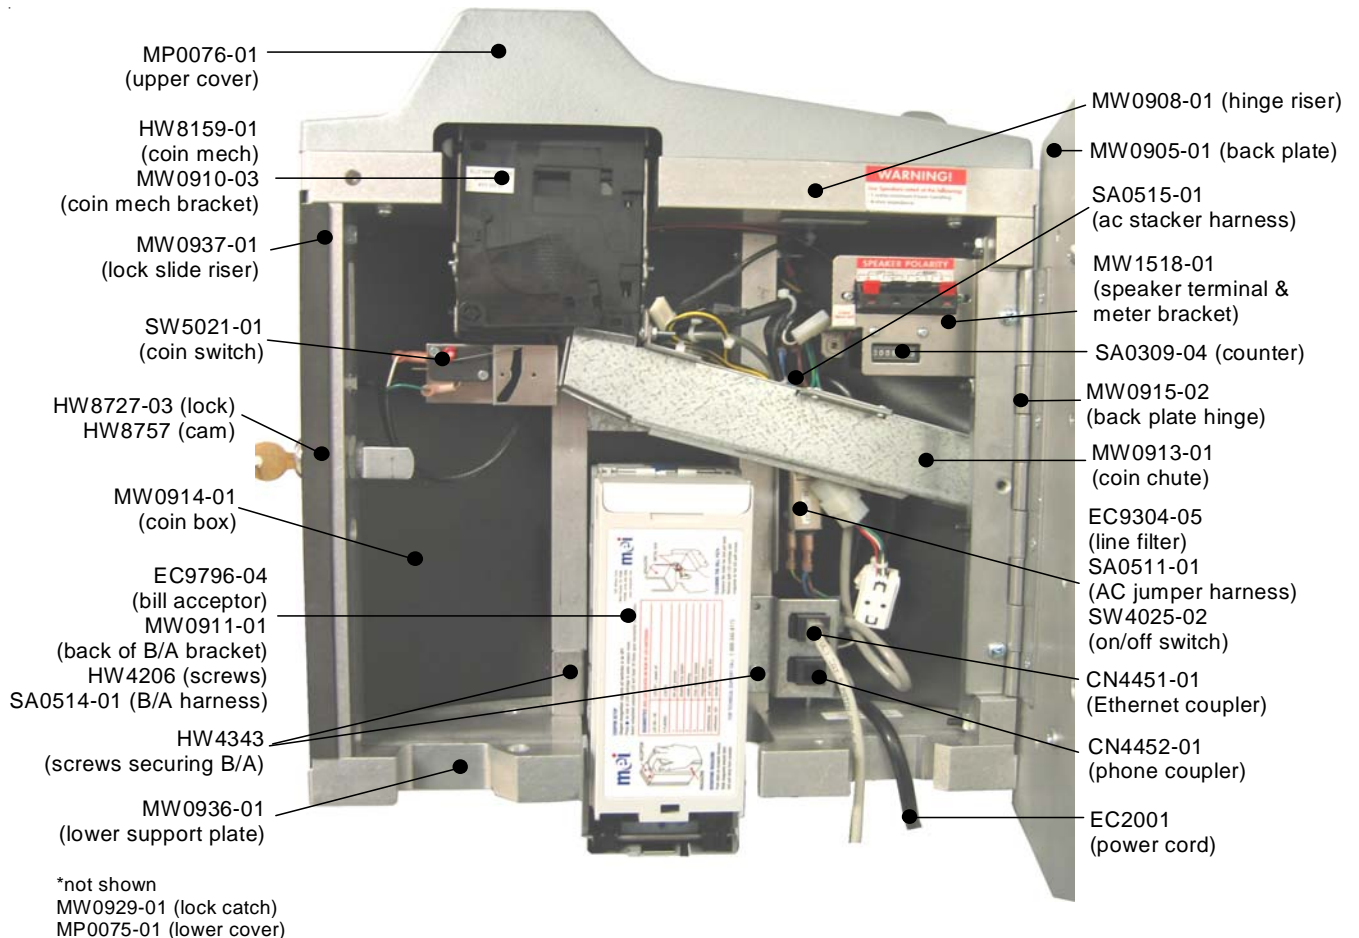 MP0076-01
(upper cover)
HW8159-01
(coin mech)
MW0910-03
(coin mech bracket)
MW0937-01
(lock slide riser)
SW5021-01
(coin switch)
HW8727-03 (lock)
HW8757 (cam)
MW0914-01
(coin box)
EC9796-04
(bill acceptor)
MW0911-01
(back of B/A bracket)
HW4206 (screws)
SA0514-01 (B/A harness)
HW4343
(screws securing B/A)
MW0936-01
(lower support plate)
*not shown
MW0929-01 (lock catch)
MP0075-01 (lower cover)
WARNING!
SPEAKER POLARITY
mei
mei
MW0908-01 (hinge riser)
MW0905-01 (back plate)
SA0515-01
(ac stacker harness)
MW1518-01
(speaker terminal &
meter bracket)
SA0309-04 (counter)
MW0915-02
(back plate hinge)
MW0913-01
(coin chute)
EC9304-05
(line filter)
SA0511-01
(AC jumper harness)
SW4025-02
(on/off switch)
CN4451-01
(Ethernet coupler)
CN4452-01
(phone coupler)
EC2001
(power cord)